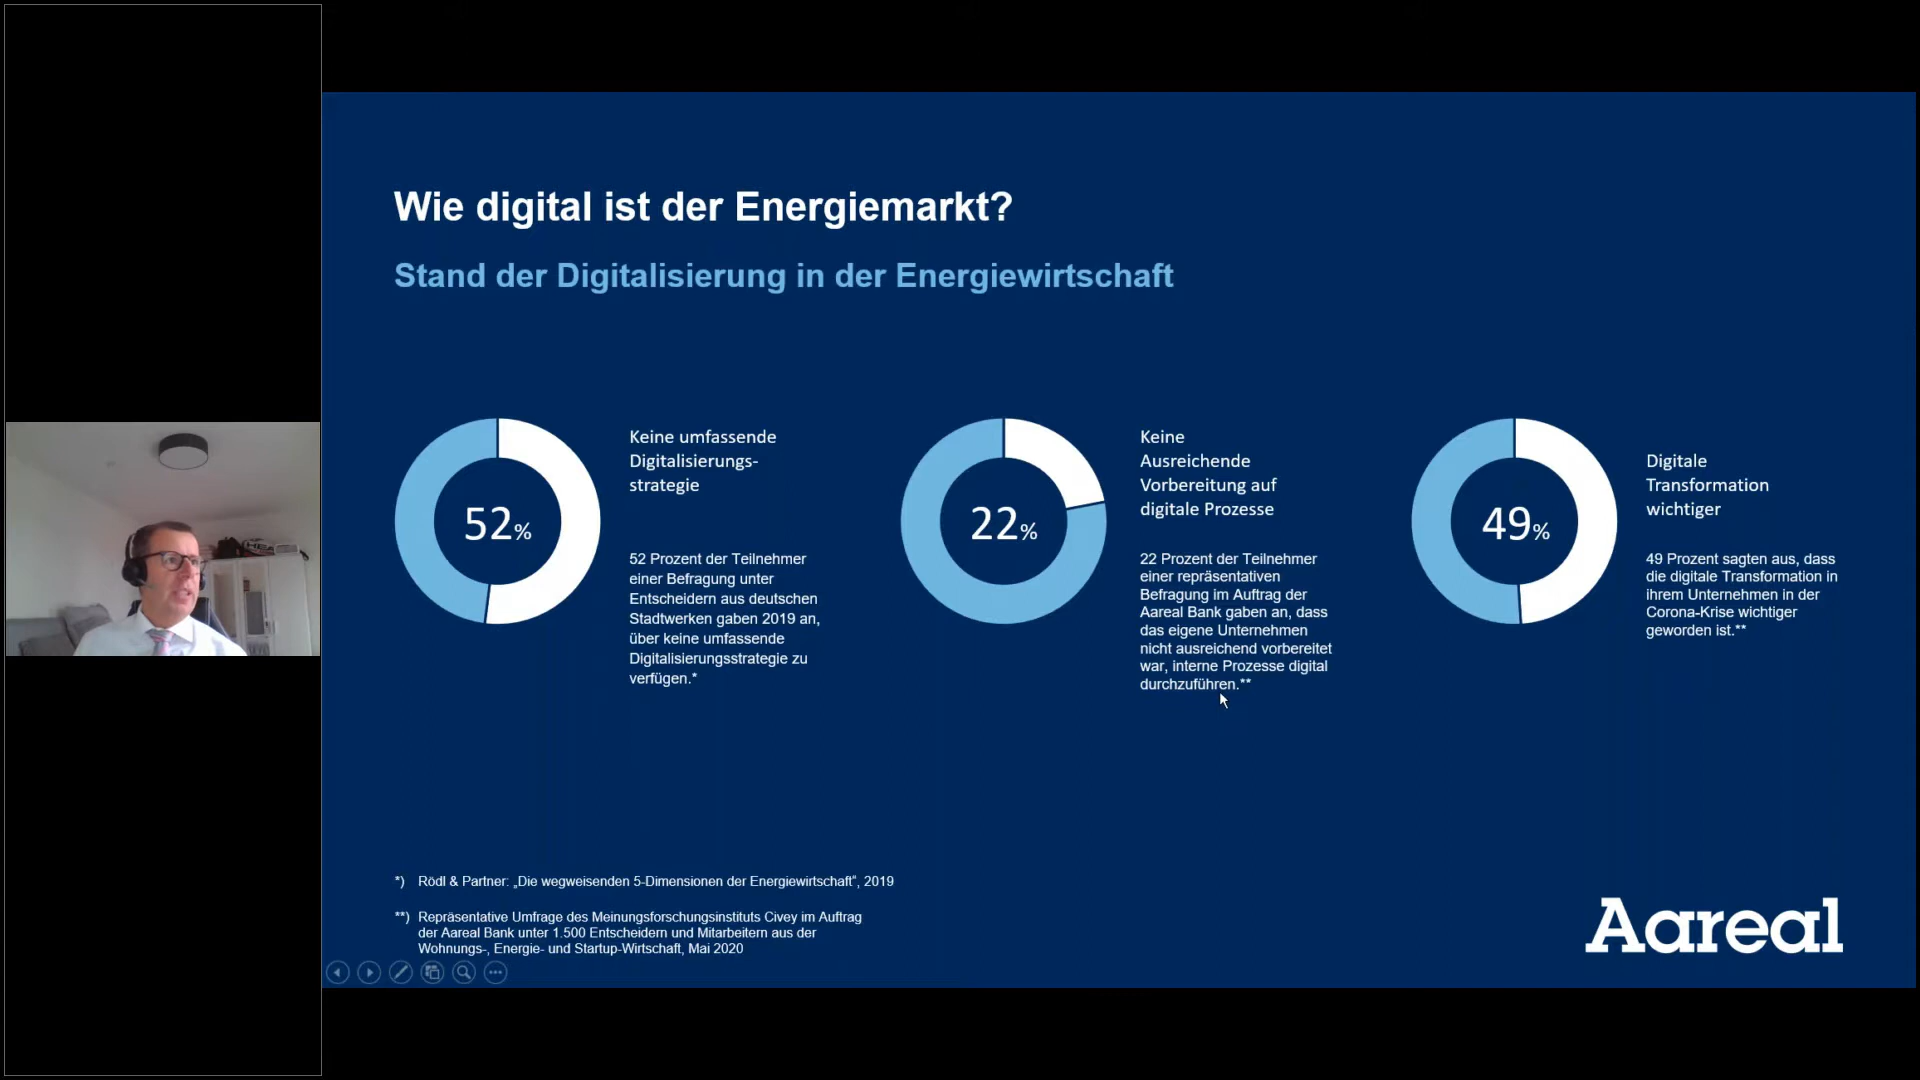 Wie digital ist der Energiemarkt?
Stand der Digitalisierung in der Energiewirtschaft
52%
Keine umfassende
Digitalisierungs-
strategie
52 Prozent der Teilnehmer
einer Befragung unter
Entscheidern aus deutschen
Stadtwerken gaben 2019 an,
über keine umfassende
Digitalisierungsstrategie zu
verfügen.*
22%
Keine
Ausreichende
Vorbereitung auf
digitale Prozesse
22 Prozent der Teilnehmer
einer repräsentativen
Befragung im Auftrag der
Aareal Bank gaben an, dass
das eigene Unternehmen
nicht ausreichend vorbereitet
war, interne Prozesse digital
durchzuführen.**
49%
Digitale
Transformation
wichtiger
49 Prozent sagten aus, dass
die digitale Transformation in
ihrem Unternehmen in der
Corona-Krise wichtiger
geworden ist.**
*) Rödl & Partner: „Die wegweisenden 5-Dimensionen der Energiewirtschaft“, 2019
**) Repräsentative Umfrage des Meinungsforschungsinstituts Civey im Auftrag
der Aareal Bank unter 1.500 Entscheidern und Mitarbeitern aus der
Wohnungs-, Energie- und Startup-Wirtschaft, Mai 2020
Aareal